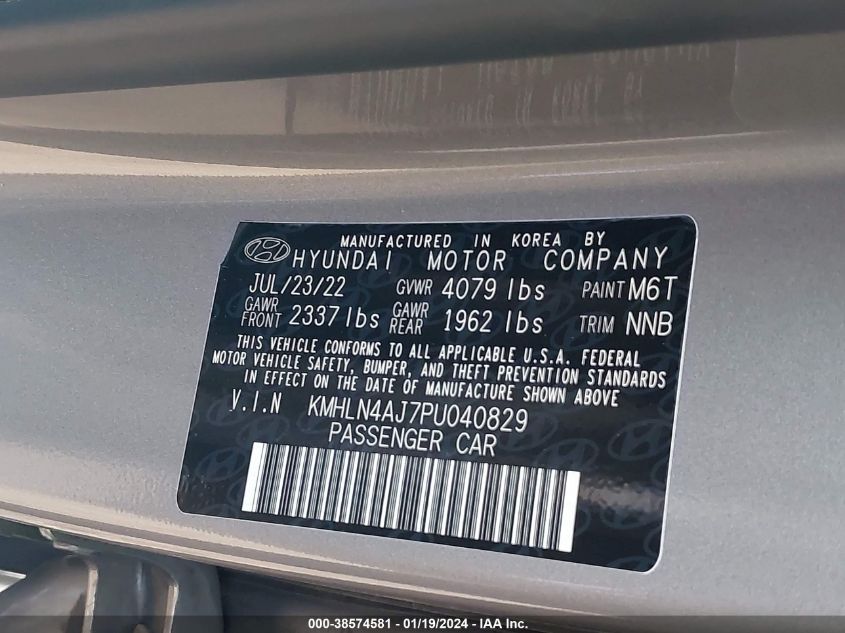 MANUFACTURED IN KOREA BY
HYUNDAI MOTOR COMPANY
JUL/23/22 GVWR 4079 lbs PAINT M6T
GAWR FRONT 2337 lbs GAWR REAR 1962 lbs TRIM NNB
THIS VEHICLE CONFORMS TO ALL APPLICABLE U.S.A. FEDERAL
MOTOR VEHICLE SAFETY, BUMPER, AND THEFT PREVENTION STANDARDS
IN EFFECT ON THE DATE OF MANUFACTURE SHOWN ABOVE
V.I.N KMHLN4AJ7PU040829
PASSENGER CAR
000-38574581 - 01/19/2024 - IAA Inc.